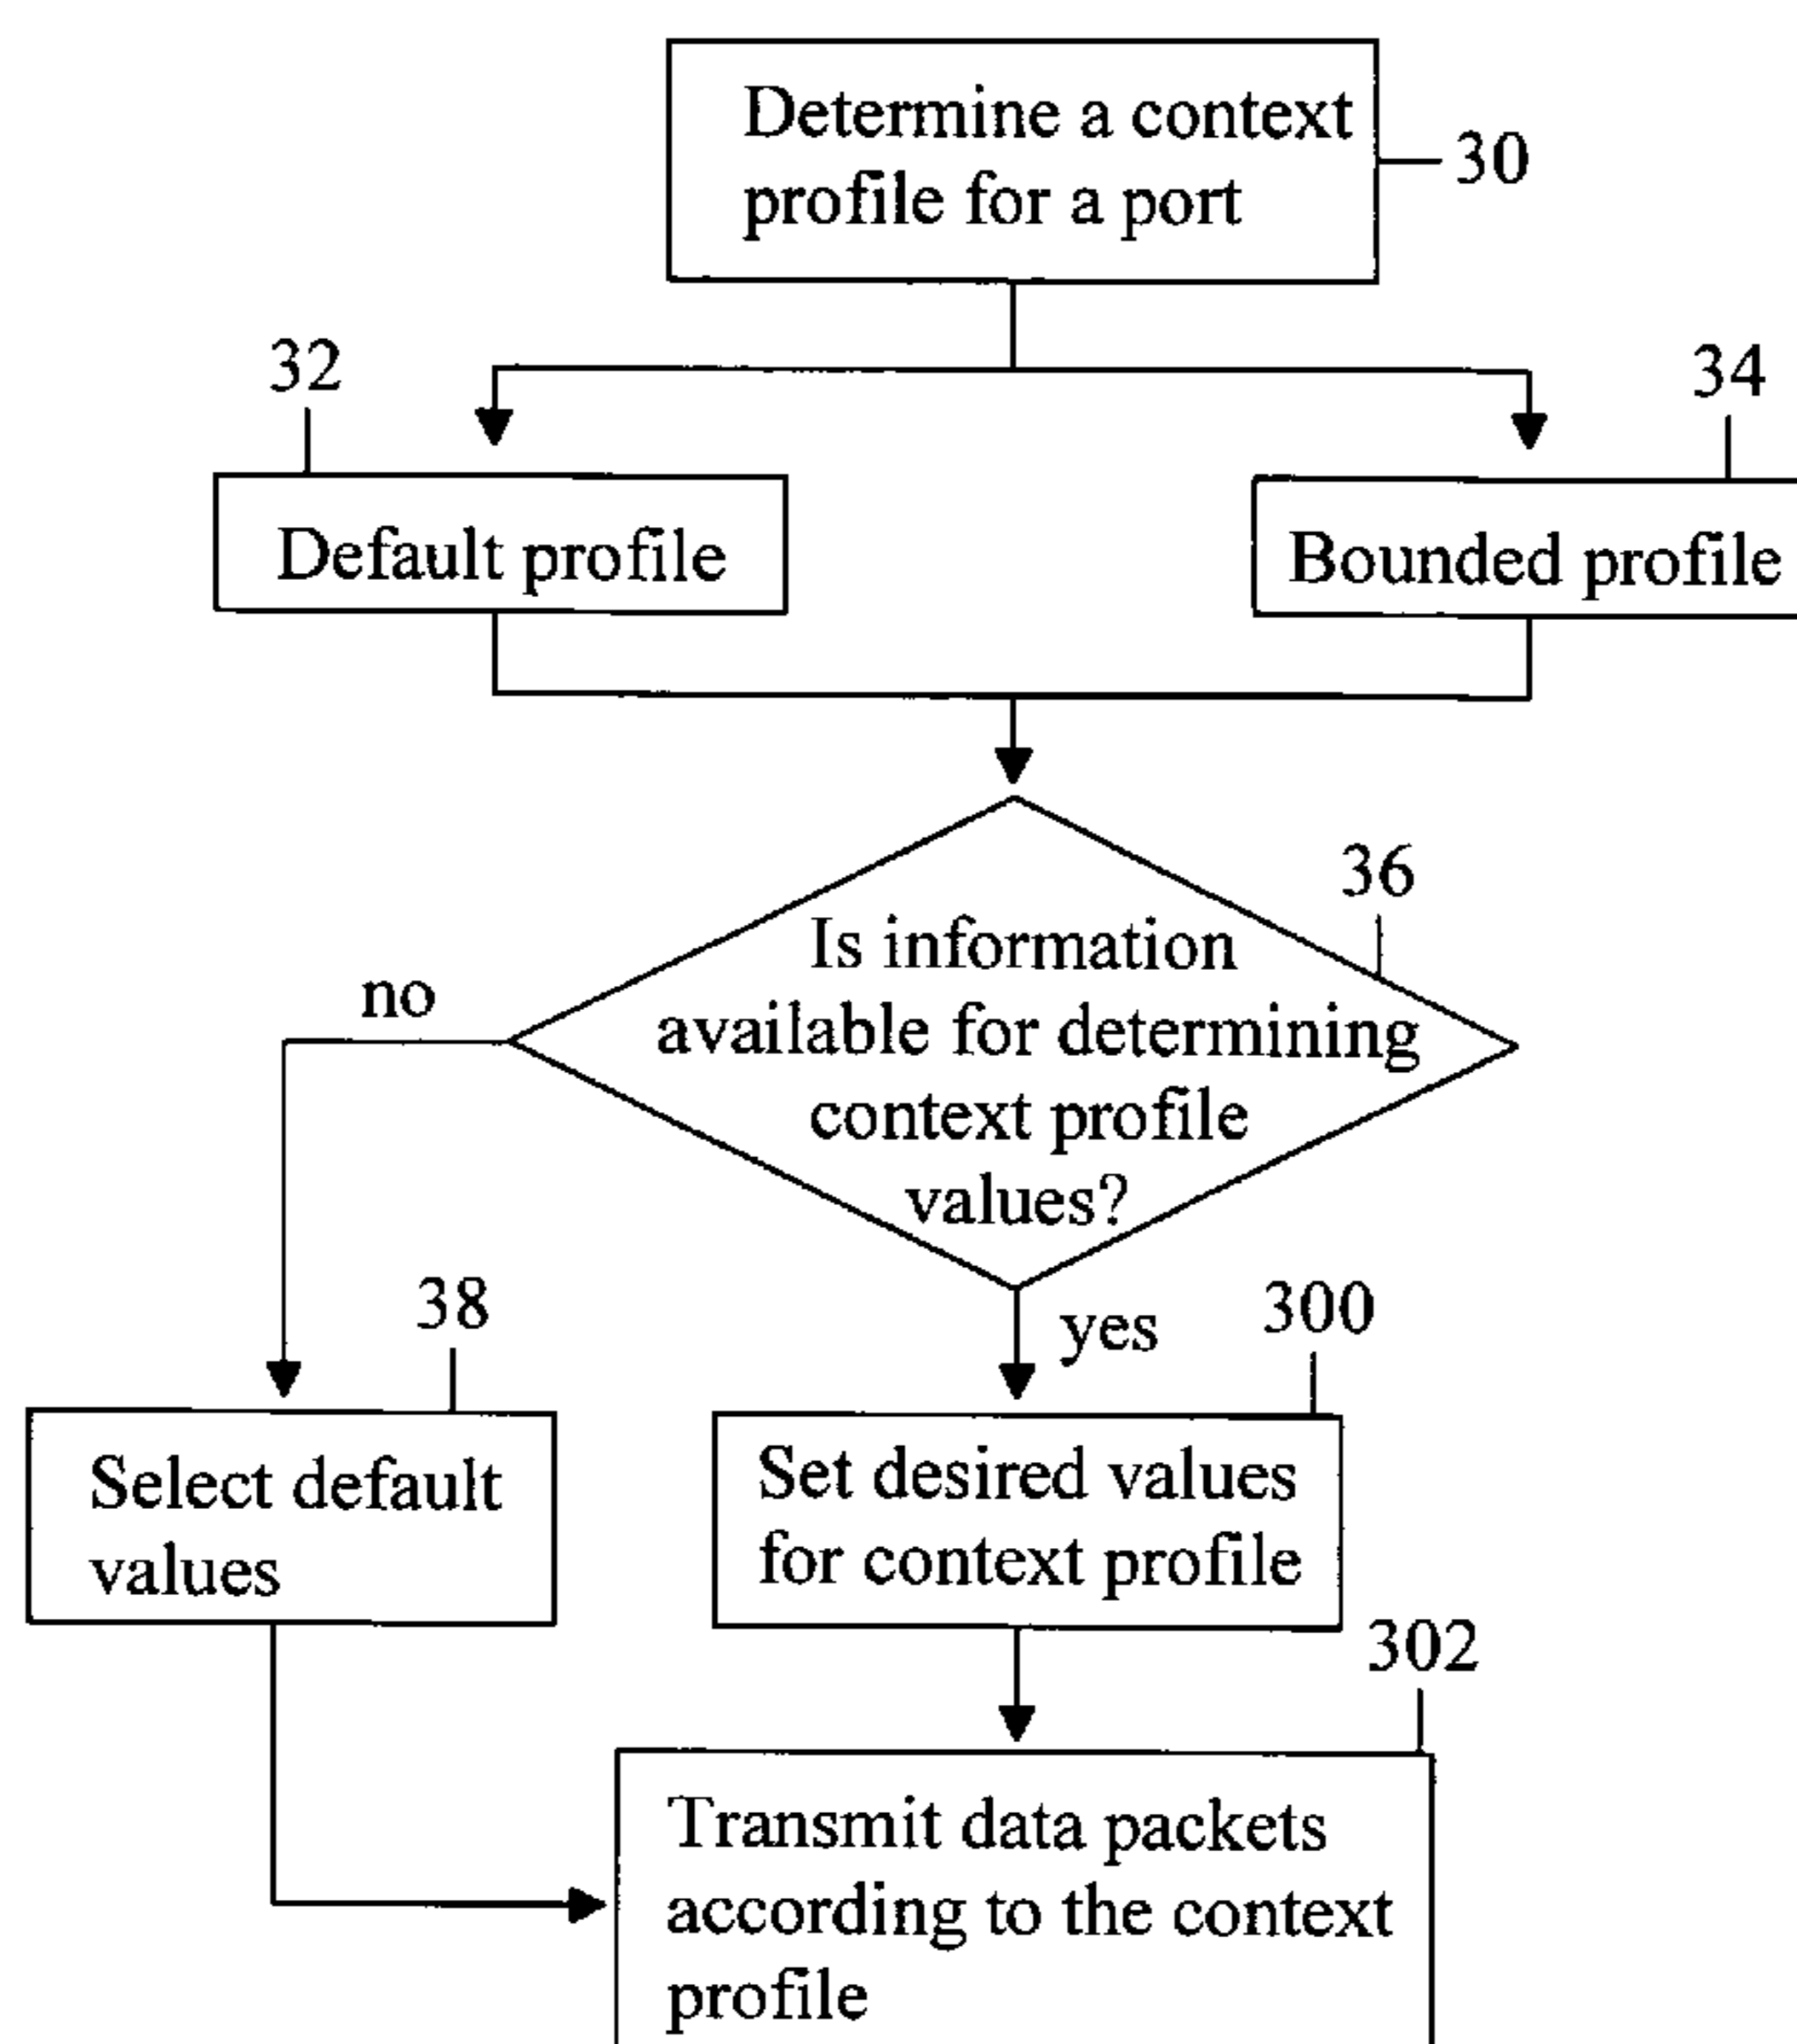 Determine a context
profile for a port
30
32
34
Default profile
Bounded profile
36
Is information
available for determining
context profile
values?
no
yes
38
300
Select default
values
Set desired values
for context profile
302
Transmit data packets
according to the context
profile